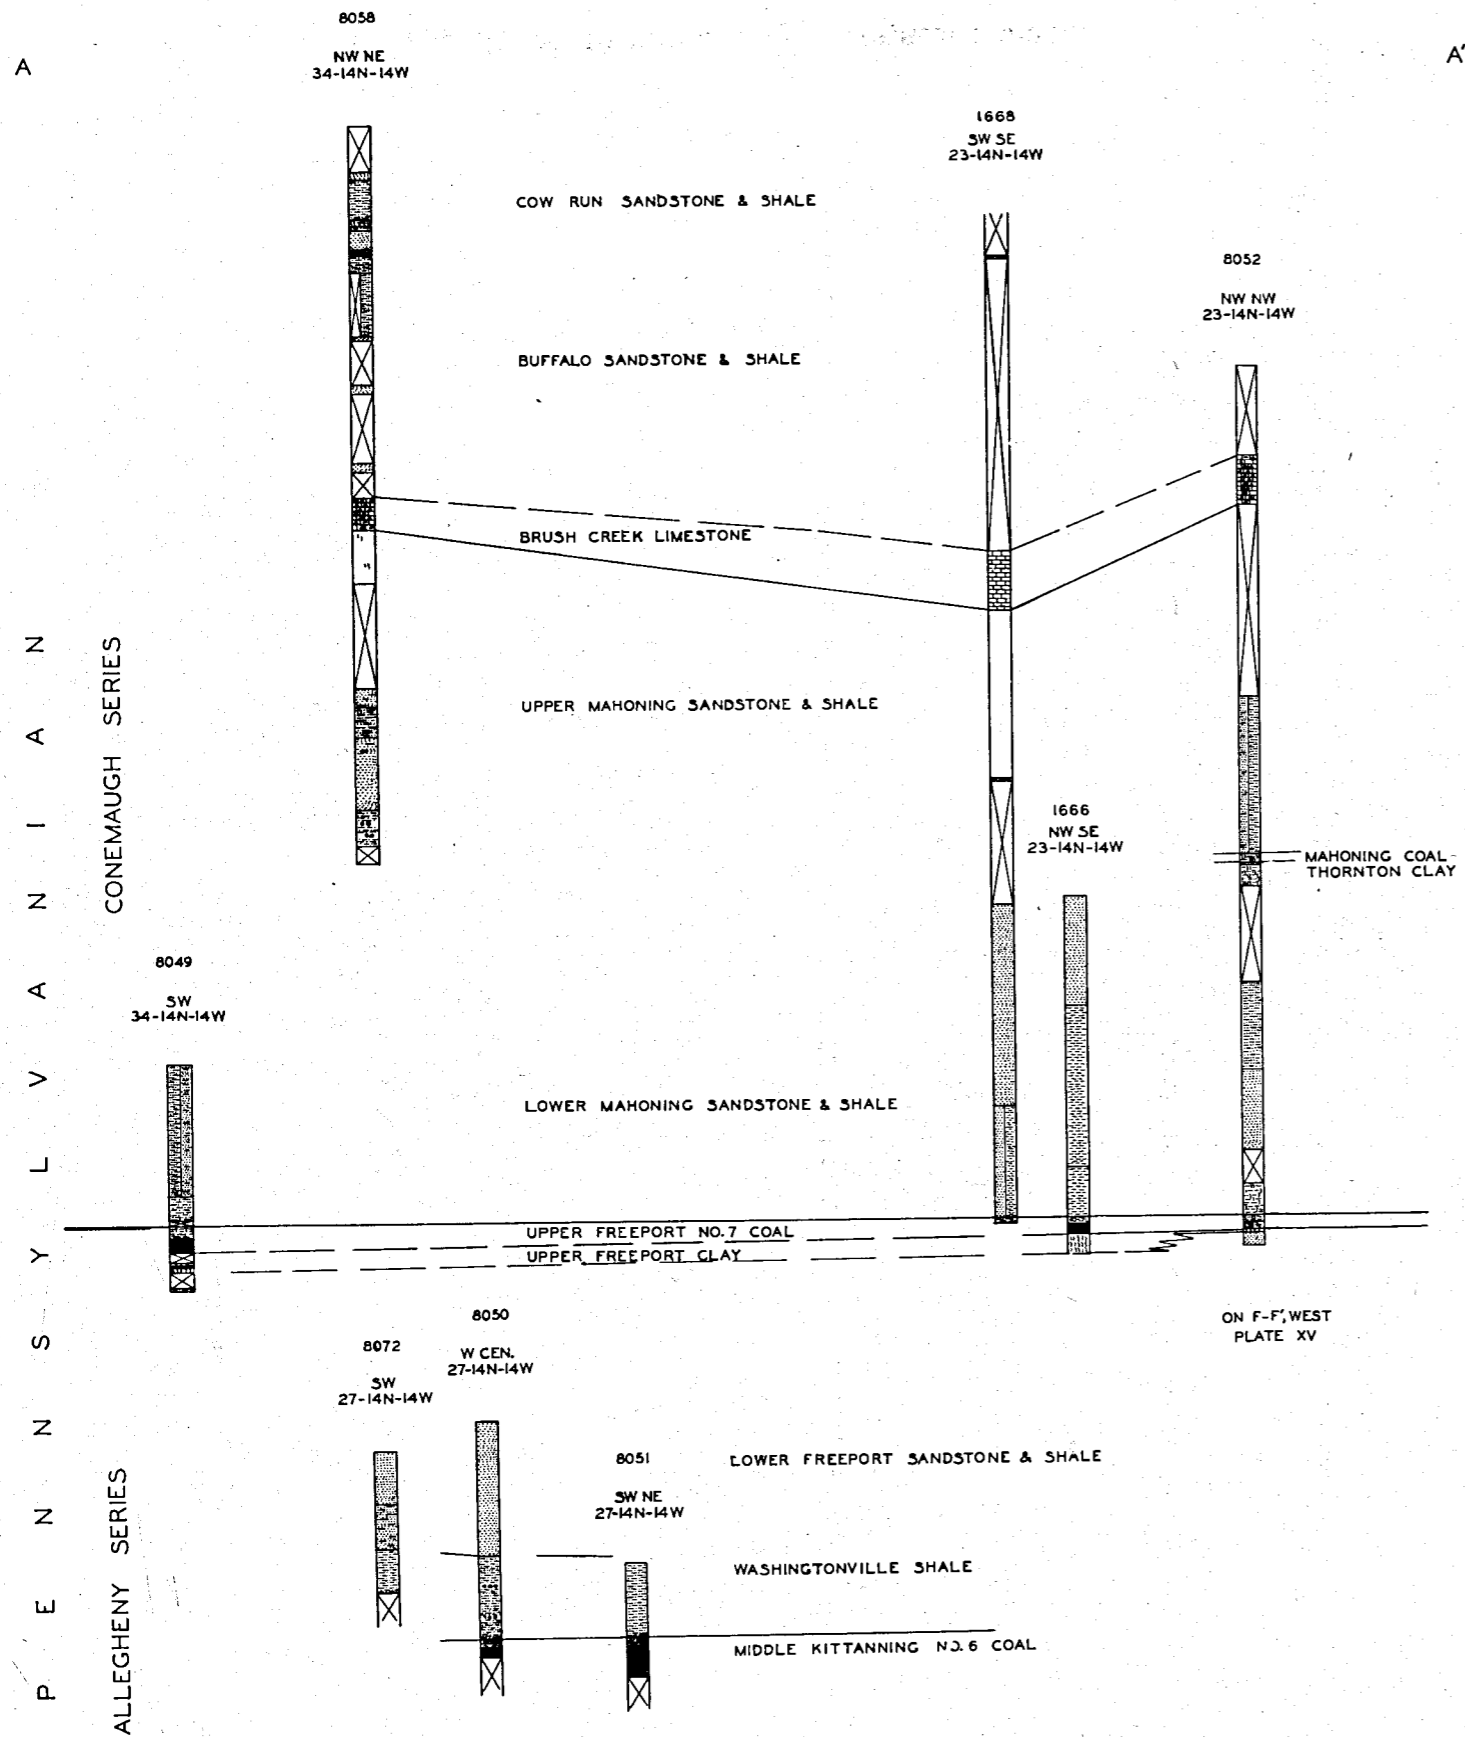 A
A'
8058
NW NE
34-14N-14W
1668
SW SE
23-14N-14W
COW RUN SANDSTONE & SHALE
8052
NW NW
23-14N-14W
BUFFALO SANDSTONE & SHALE
BRUSH CREEK LIMESTONE
UPPER MAHONING SANDSTONE & SHALE
1666
NW SE
23-14N-14W
MAHONING COAL
THORNTON CLAY
8049
SW
34-14N-14W
LOWER MAHONING SANDSTONE & SHALE
UPPER FREEPORT NO.7 COAL
UPPER FREEPORT CLAY
ON F-F', WEST
PLATE XV
8072
SW
27-14N-14W
8050
W CEN.
27-14N-14W
8051
SW NE
27-14N-14W
LOWER FREEPORT SANDSTONE & SHALE
WASHINGTONVILLE SHALE
MIDDLE KITTANNING NO.6 COAL
PENNSYLVANIAN
CONEMAUGH SERIES
ALLEGHENY SERIES